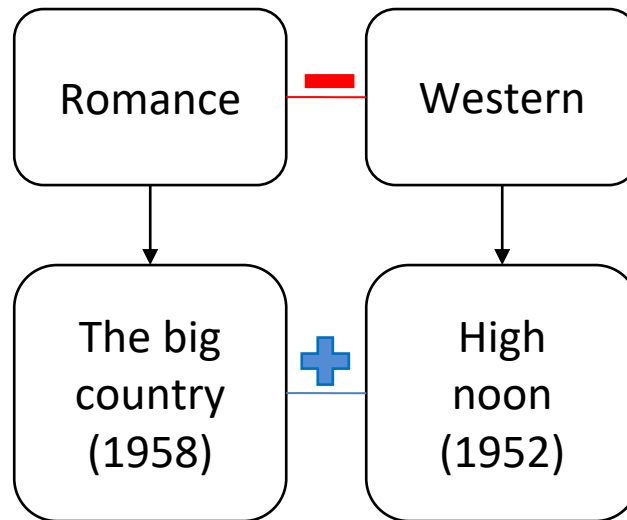 Romance
Western
The big
country
(1958)
High
noon
(1952)